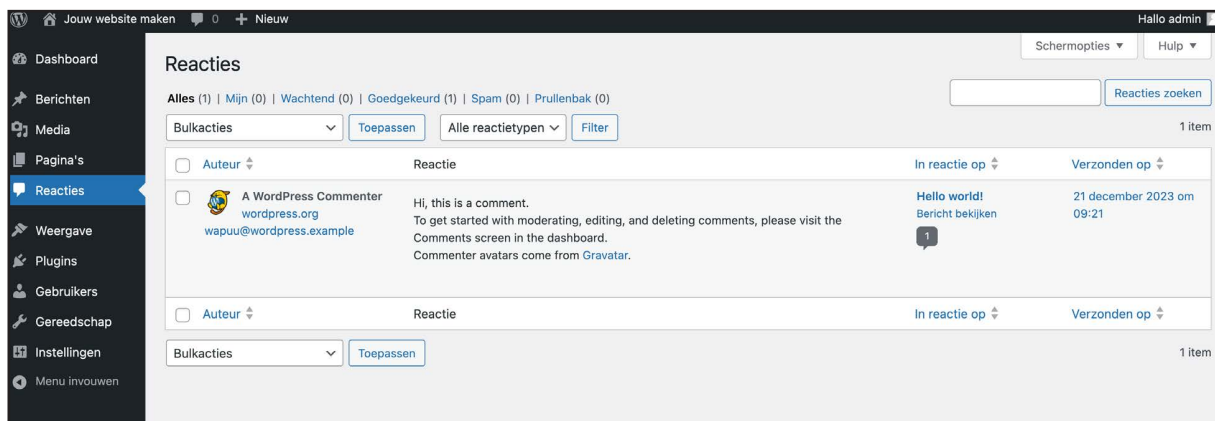 Jouw website maken 0 + Nieuw Hallo admin
Dashboard
Berichten
Media
Pagina's
Reacties
Weergave
Plugins
Gebruikers
Gereedschap
Instellingen
Menu invouwen
Schermopties ▼ Hulp ▼
Reacties
Alles (1) | Mijn (0) | Wachtend (0) | Goedgekeurd (1) | Spam (0) | Prullenbak (0)
Reacties zoeken
Bulkacties Toepassen Alle reactietypen Filter 1 item
Auteur Reactie In reactie op Verzonden op
A WordPress Commenter
wordpress.org
wapuu@wordpress.example
Hi, this is a comment.
To get started with moderating, editing, and deleting comments, please visit the
Comments screen in the dashboard.
Commenter avatars come from Gravatar.
Hello world!
Bericht bekijken
1
21 december 2023 om
09:21
Auteur Reactie In reactie op Verzonden op
Bulkacties Toepassen 1 item